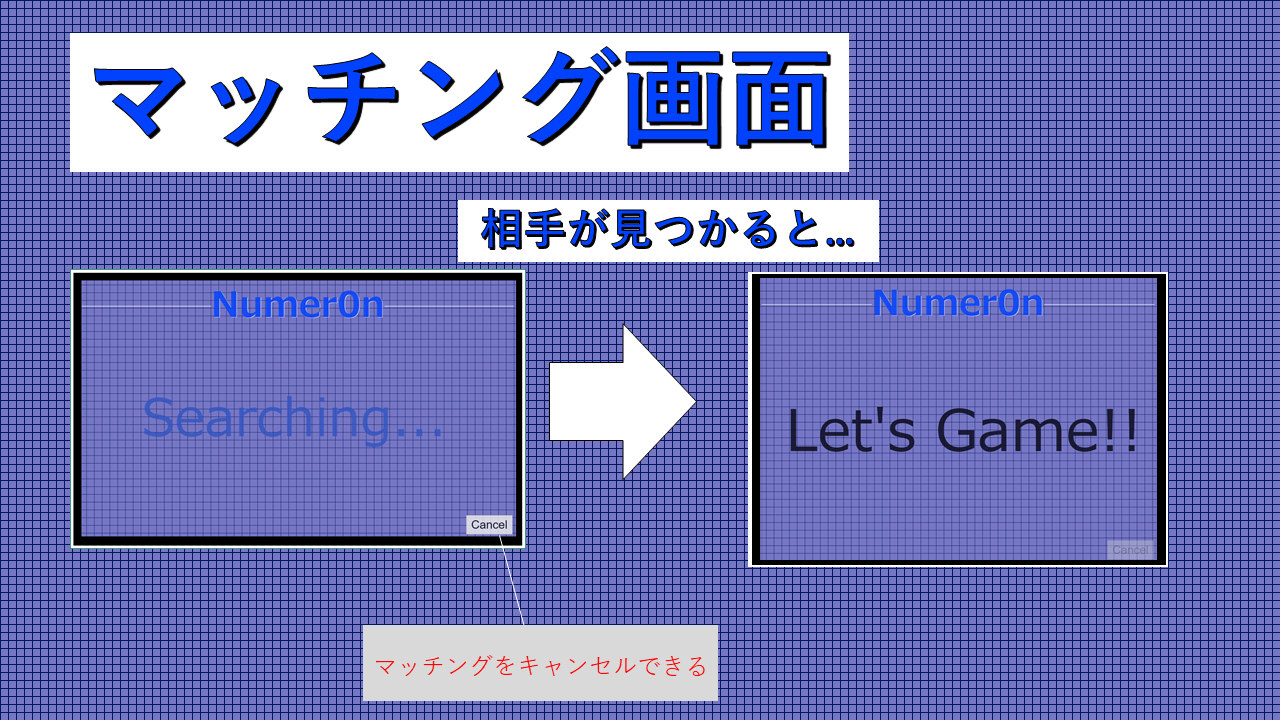 マッチング画面
相手が見つかると...
Numer0n
Searching...
Cancel
Numer0n
Let's Game!!
Cancel
マッチングをキャンセルできる